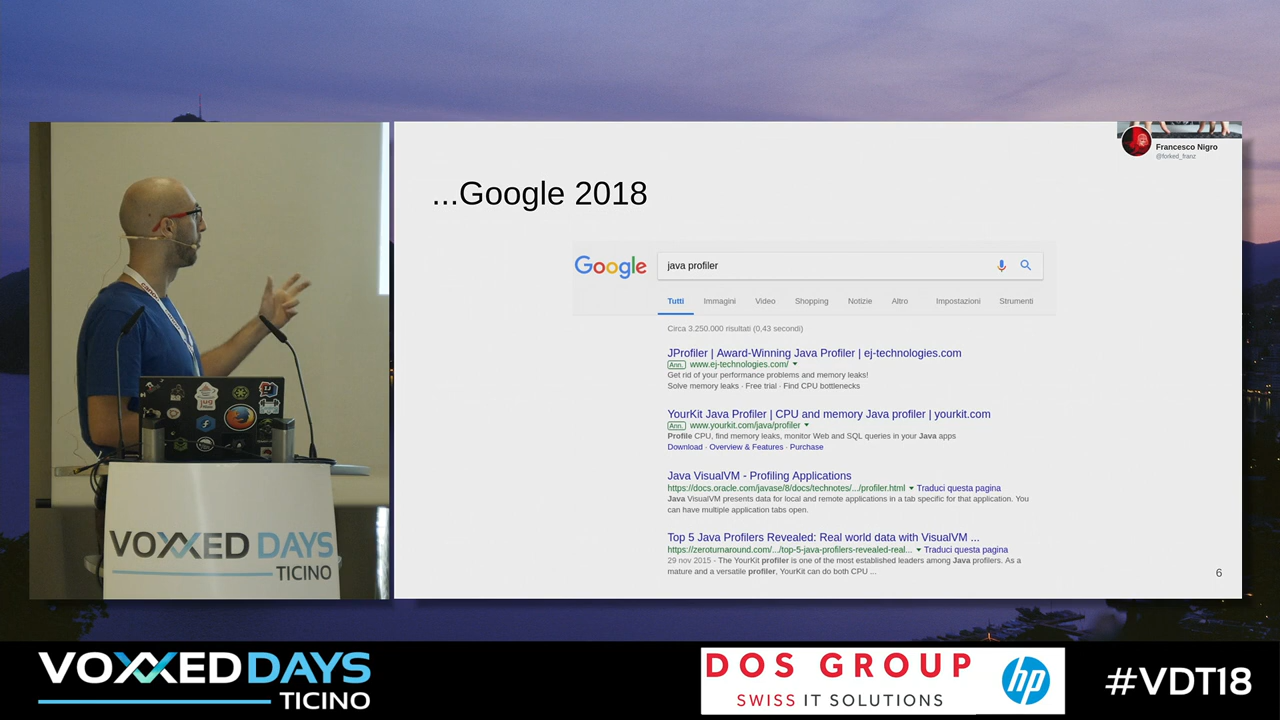 Francesco Nigro
@forked_franz
...Google 2018
Google
java profiler
Tutti Immagini Video Shopping Notizie Altro Impostazioni Strumenti
Circa 3.250.000 risultati (0,43 secondi)
JProfiler | Award-Winning Java Profiler | ej-technologies.com
Ann. www.ej-technologies.com/
Get rid of your performance problems and memory leaks!
Solve memory leaks · Free trial · Find CPU bottlenecks
YourKit Java Profiler | CPU and memory Java profiler | yourkit.com
Ann. www.yourkit.com/java/profiler
Profile CPU, find memory leaks, monitor Web and SQL queries in your Java apps
Download · Overview & Features · Purchase
Java VisualVM - Profiling Applications
https://docs.oracle.com/javase/8/docs/technotes/.../profiler.html Traduci questa pagina
Java VisualVM presents data for local and remote applications in a tab specific for that application. You
can have multiple application tabs open.
Top 5 Java Profilers Revealed: Real world data with VisualVM ...
https://zeroturnaround.com/.../top-5-java-profilers-revealed-real... Traduci questa pagina
29 nov 2015 - The YourKit profiler is one of the most established leaders among Java profilers. As a
mature and a versatile profiler, YourKit can do both CPU ...
6
VOXXED DAYS
TICINO
VOXXED DAYS
TICINO
DOS GROUP
SWISS IT SOLUTIONS
hp
#VDT18